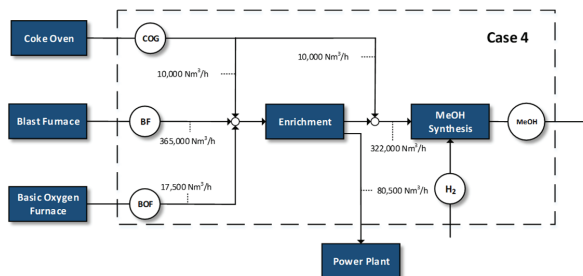 Coke Oven
COG
Case 4
10,000 Nm³/h
10,000 Nm³/h
Blast Furnace
BF
365,000 Nm³/h
Enrichment
322,000 Nm³/h
MeOH
Synthesis
MeOH
17,500 Nm³/h
Basic Oxygen
Furnace
BOF
80,500 Nm³/h
H₂
Power Plant